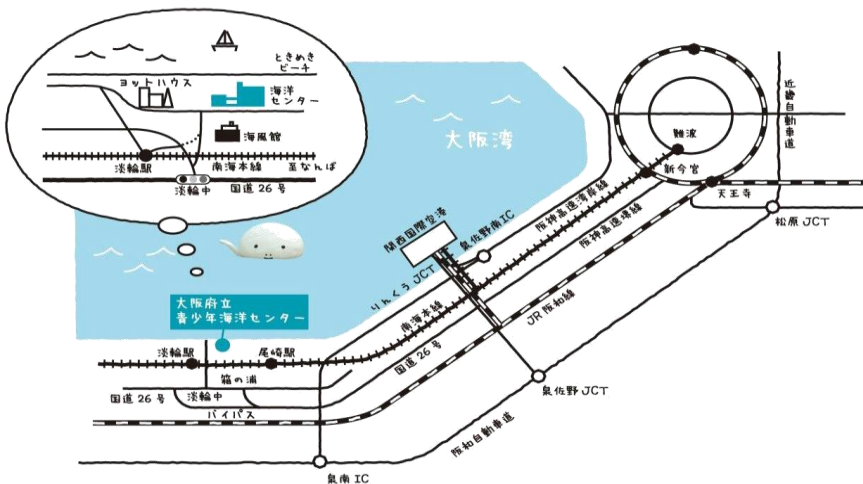 ときめき
ビーチ
ヨットハウス
海洋
センター
海風館
淡輪駅
南海本線
至なんば
淡輪中
国道26号
大阪湾
近畿自動車道
難波
新今宮
天王寺
松原JCT
関西国際空港
泉佐野南IC
阪神高速湾岸線
阪神高速堺線
りんくうJCT
南海本線
JR阪和線
国道26号
大阪府立
青少年海洋センター
淡輪駅
尾崎駅
箱の浦
国道26号
淡輪中
バイパス
泉佐野JCT
阪和自動車道
泉南IC